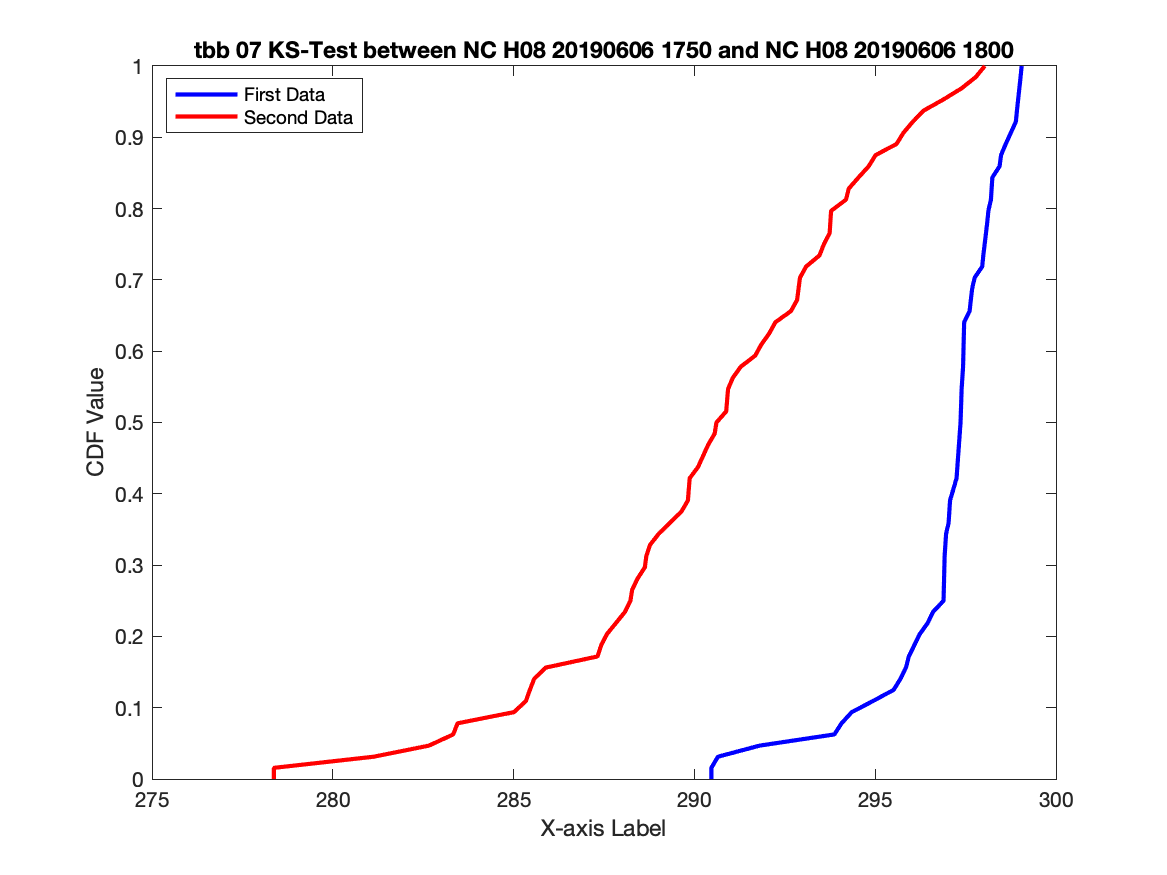 tbb 07 KS-Test between NC H08 20190606 1750 and NC H08 20190606 1800
First Data
Second Data
1
0.9
0.8
0.7
0.6
0.5
0.4
0.3
0.2
0.1
0
CDF Value
275 280 285 290 295 300
X-axis Label